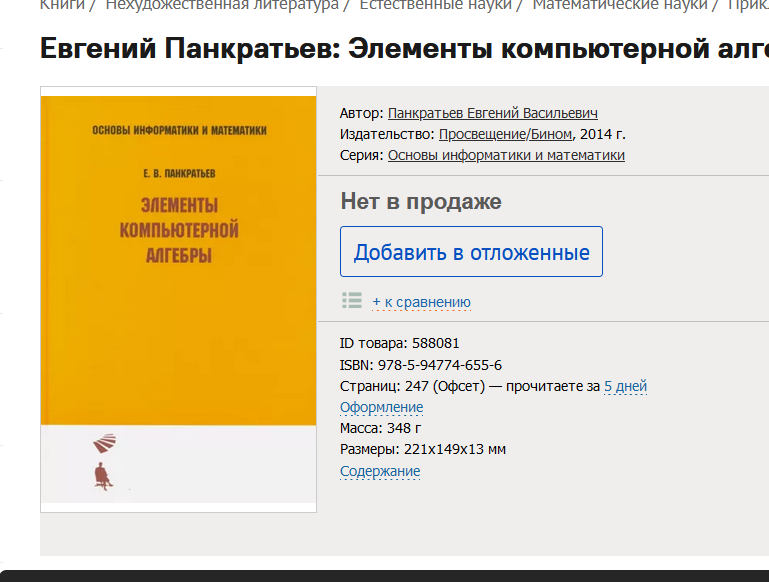 Книги / Нехудожественная литература / Естественные науки / Математические науки /
Евгений Панкратьев: Элементы компьютерной алге
ОСНОВЫ ИНФОРМАТИКИ И МАТЕМАТИКИ
Е. В. ПАНКРАТЬЕВ
ЭЛЕМЕНТЫ
КОМПЬЮТЕРНОЙ
АЛГЕБРЫ
Автор: Панкратьев Евгений Васильевич
Издательство: Просвещение/Бином, 2014 г.
Серия: Основы информатики и математики
Нет в продаже
Добавить в отложенные
+ к сравнению
ID товара: 588081
ISBN: 978-5-94774-655-6
Страниц: 247 (Офсет) — прочитаете за 5 дней
Оформление
Масса: 348 г
Размеры: 221x149x13 мм
Содержание